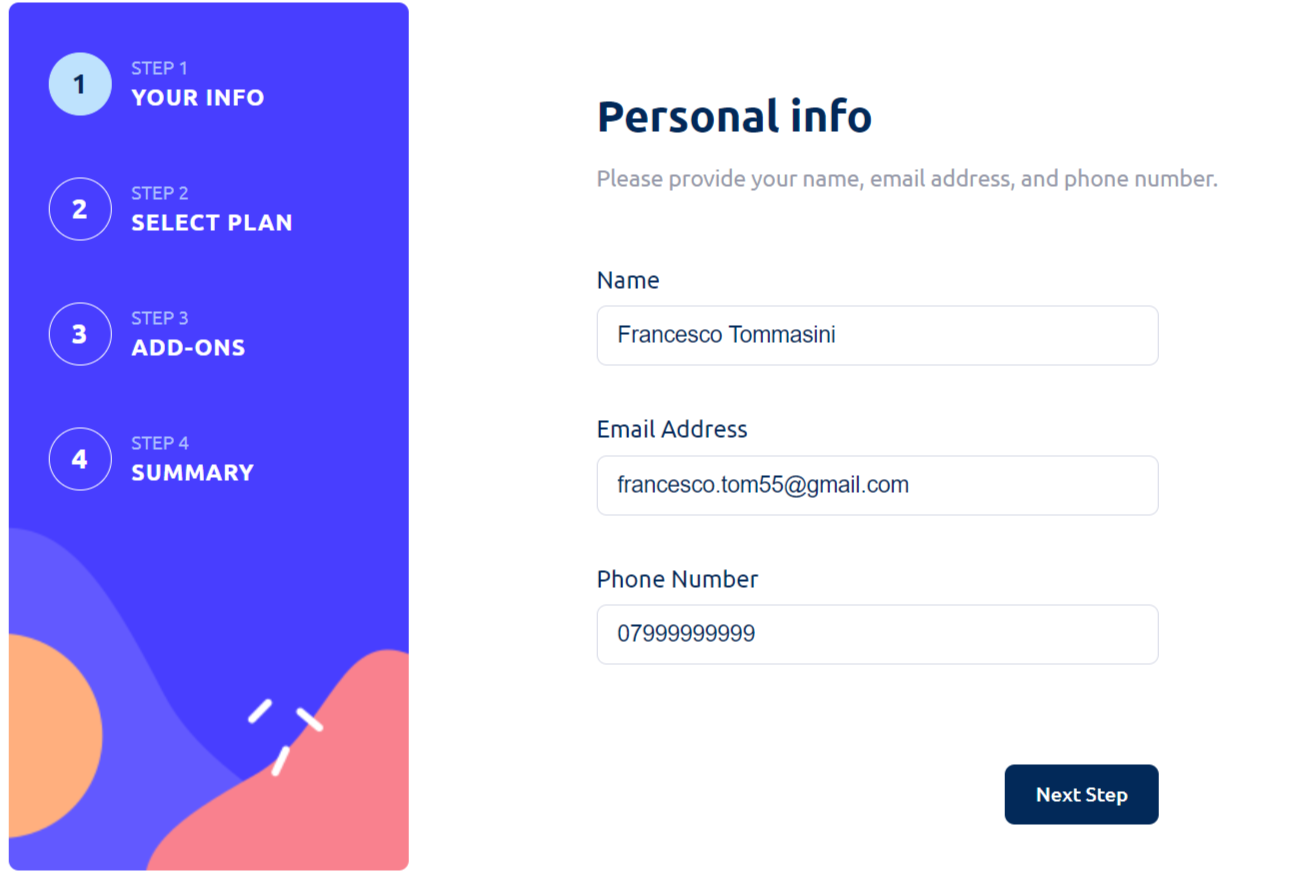 1
STEP 1
YOUR INFO
2
STEP 2
SELECT PLAN
3
STEP 3
ADD-ONS
4
STEP 4
SUMMARY
Personal info
Please provide your name, email address, and phone number.
Name
Francesco Tommasini
Email Address
francesco.tom55@gmail.com
Phone Number
07999999999
Next Step